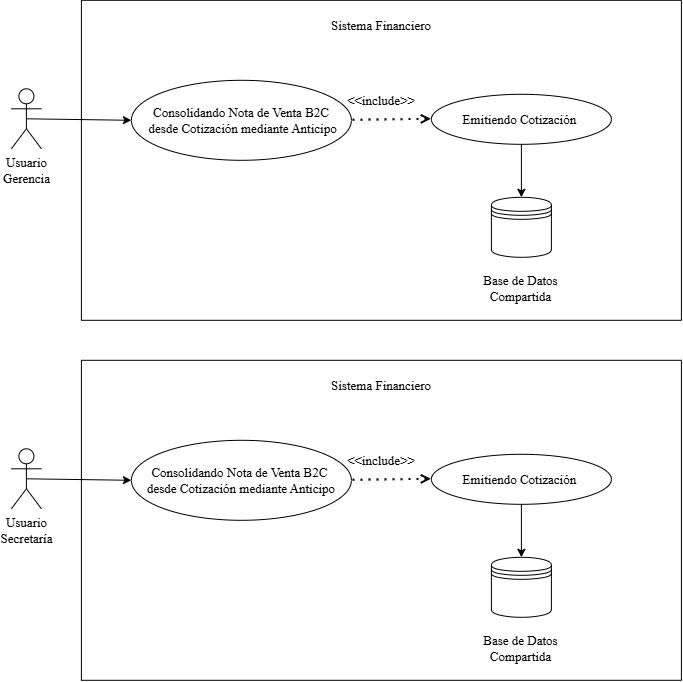 Sistema Financiero
Consolidando Nota de Venta B2C
desde Cotización mediante Anticipo
<<include>>
Emitiendo Cotización
Usuario
Gerencia
Base de Datos
Compartida
Sistema Financiero
Consolidando Nota de Venta B2C
desde Cotización mediante Anticipo
<<include>>
Emitiendo Cotización
Usuario
Secretaría
Base de Datos
Compartida